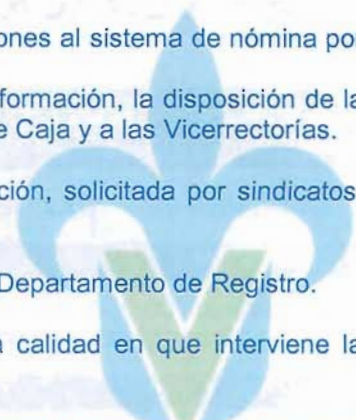 ones al sistema de nómina por
formación, la disposición de la
e Caja y a las Vicerrectorías.
ción, solicitada por sindicatos
Departamento de Registro.
a calidad en que interviene la